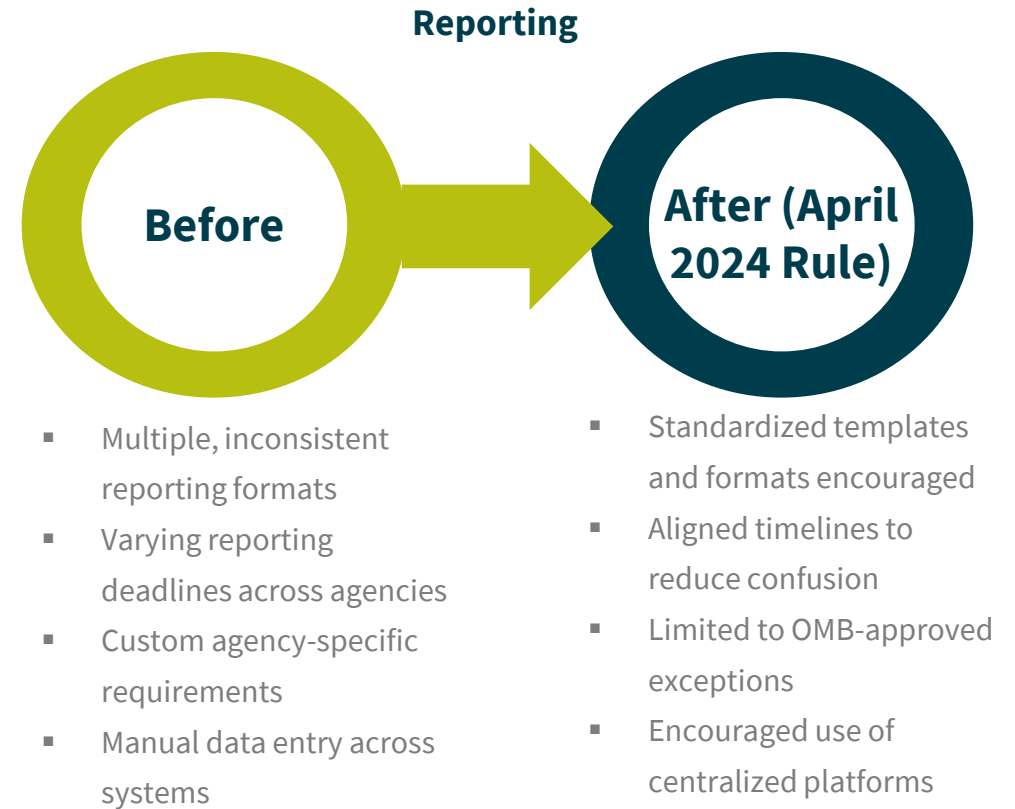 Reporting
Before
After (April
2024 Rule)
▪ Multiple, inconsistent
reporting formats
▪ Varying reporting
deadlines across agencies
▪ Custom agency-specific
requirements
▪ Manual data entry across
systems
▪ Standardized templates
and formats encouraged
▪ Aligned timelines to
reduce confusion
▪ Limited to OMB-approved
exceptions
▪ Encouraged use of
centralized platforms